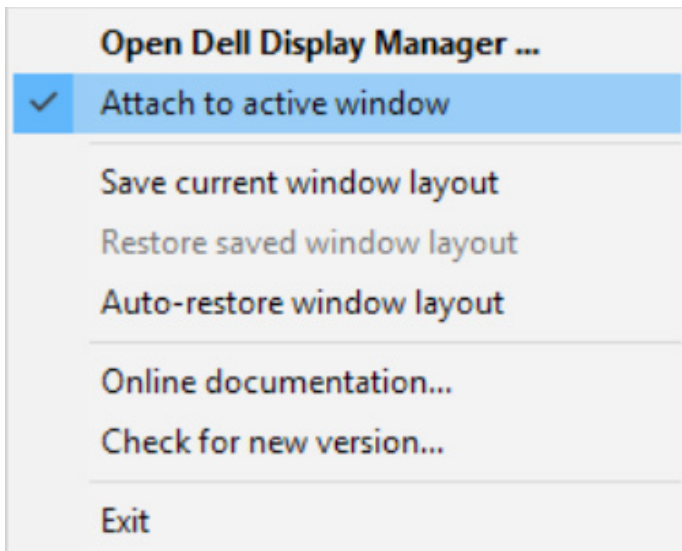 Open Dell Display Manager ...
Attach to active window
Save current window layout
Restore saved window layout
Auto-restore window layout
Online documentation...
Check for new version...
Exit